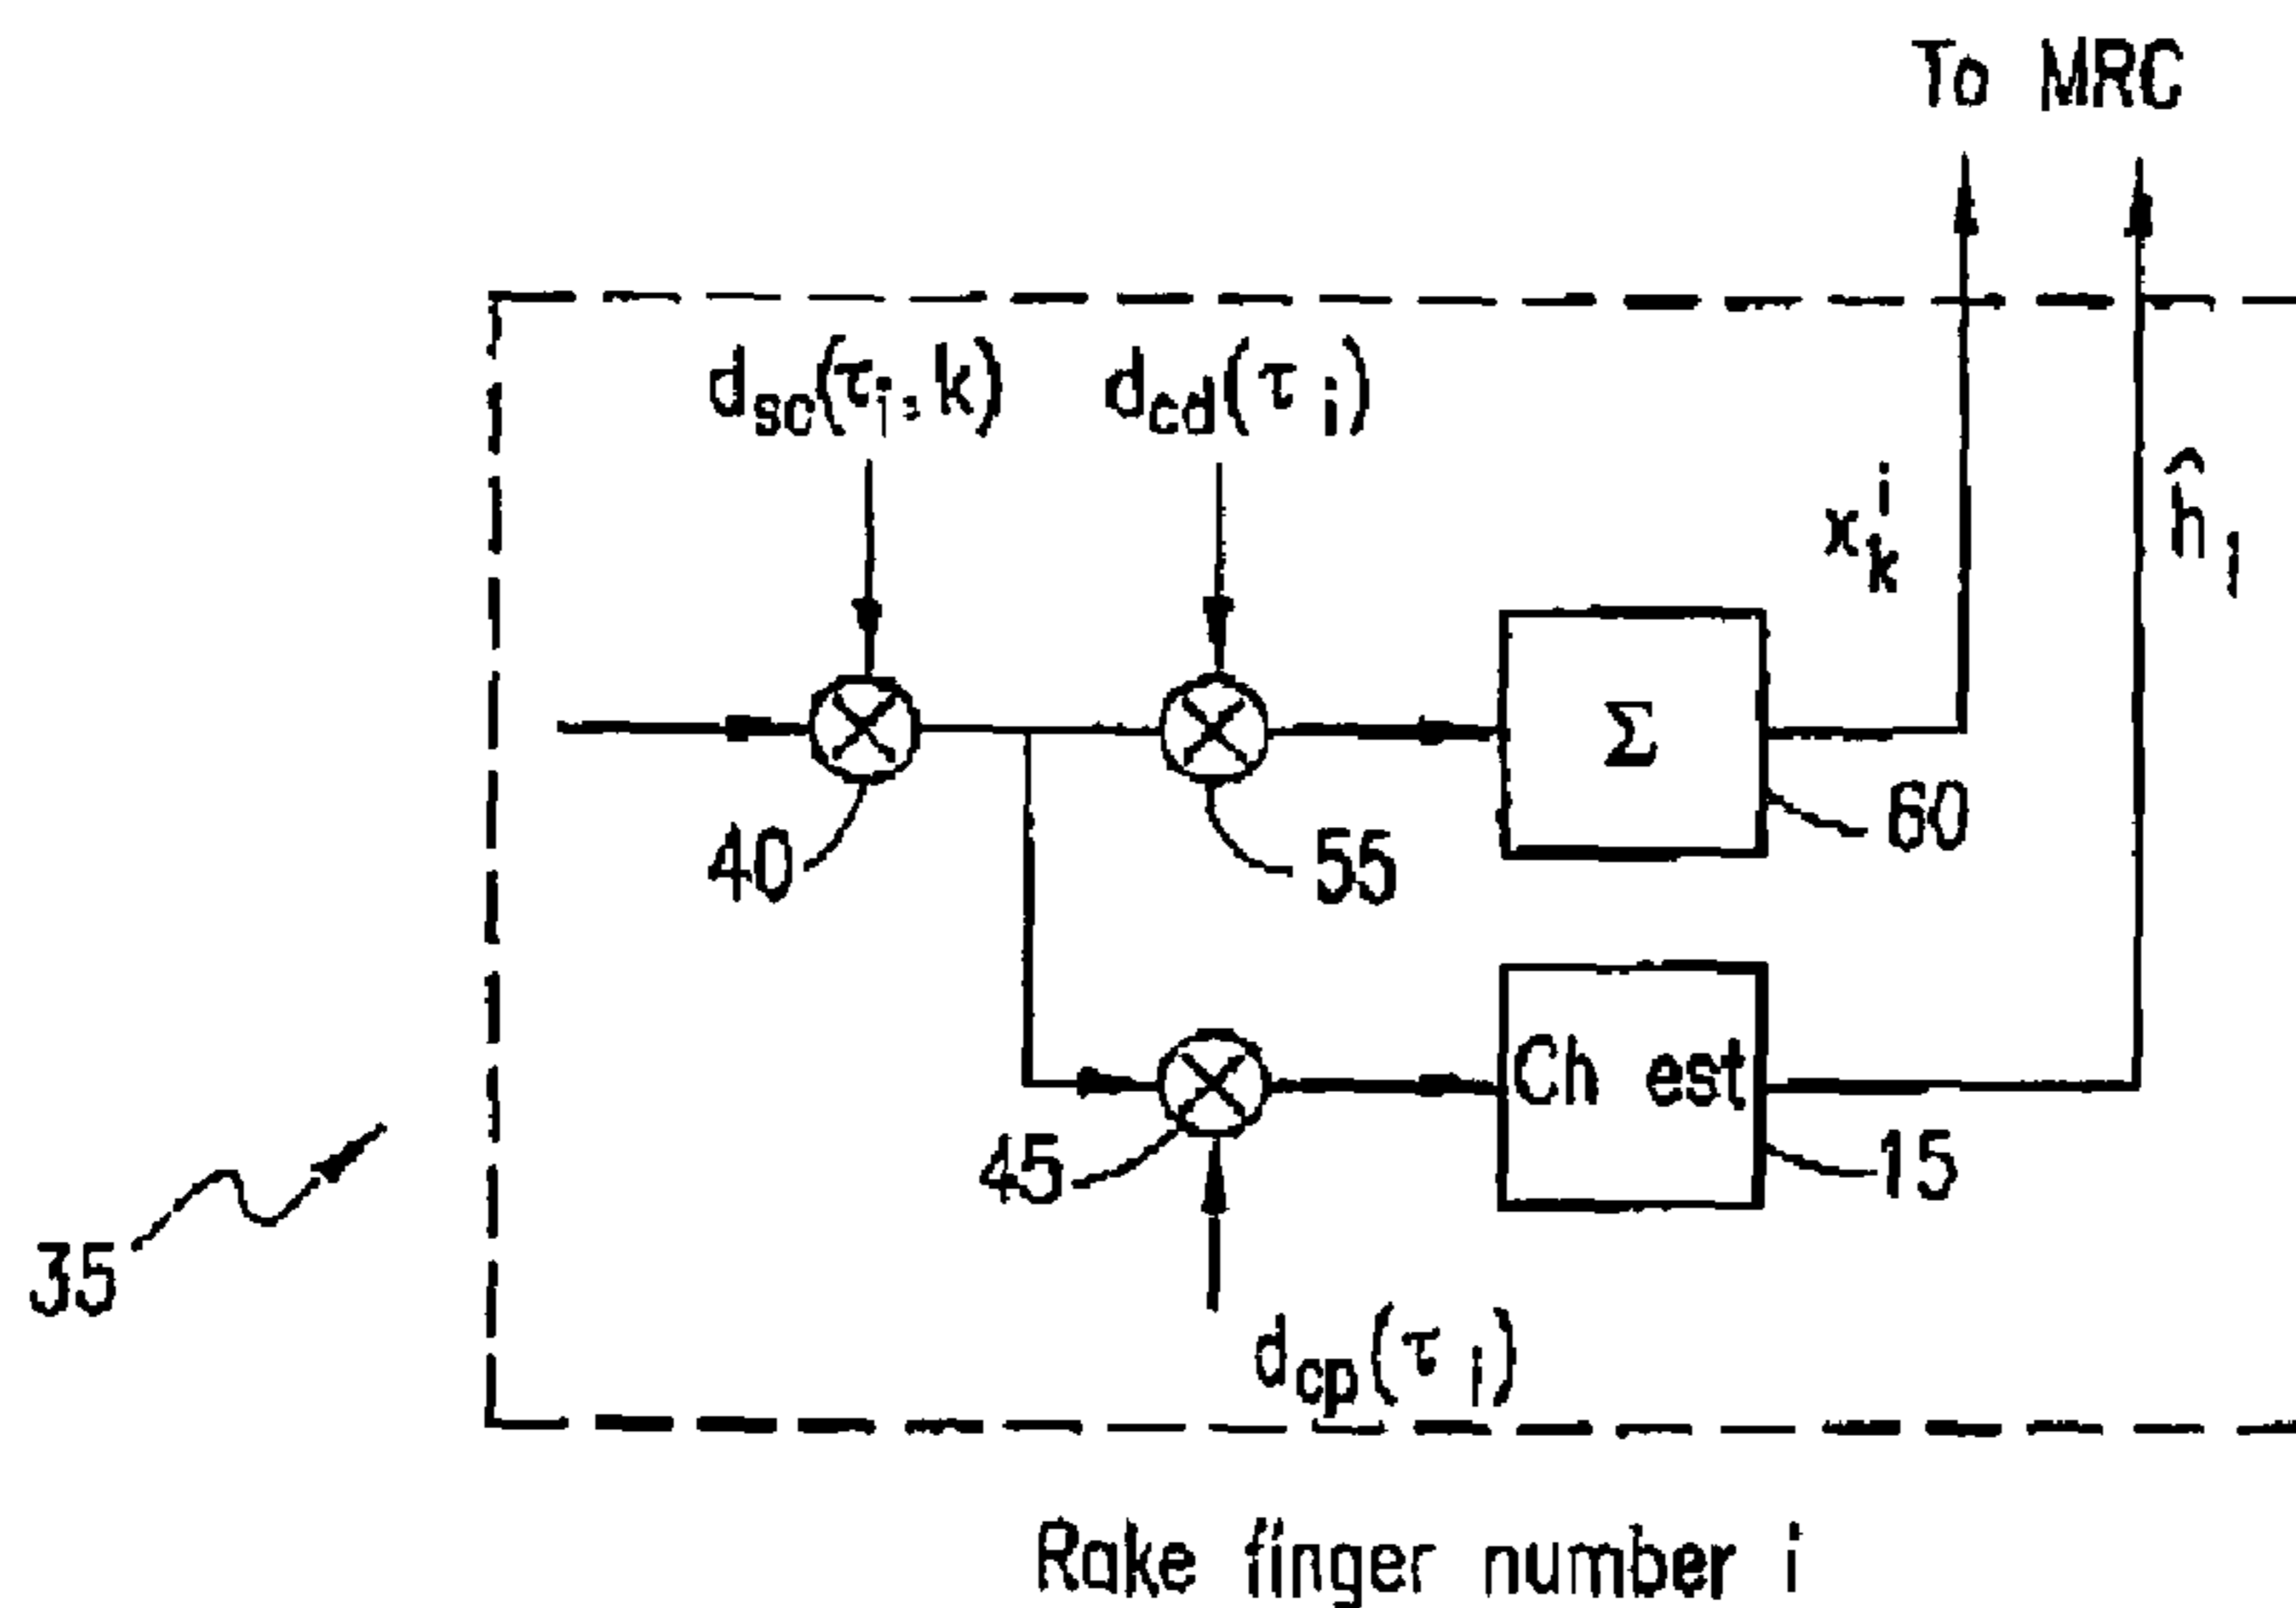 To MRC
d_sc(τ_i, k) d_cd(τ_i)
x_k^i ĥ_i
Σ
40 55 60
Ch est
45 15
35
d_cp(τ_i)
Rake finger number i